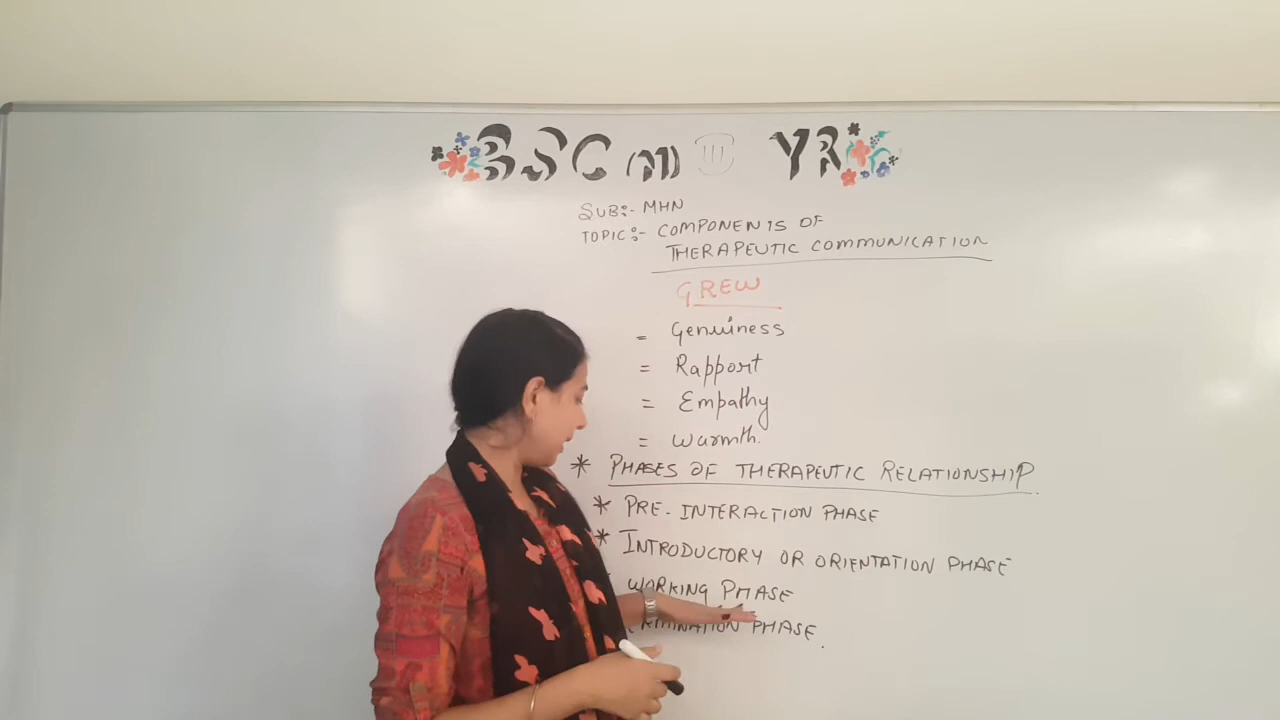 BSC (N) III YR
SUB:- MHN
TOPIC:- COMPONENTS OF
THERAPEUTIC COMMUNICATION
GREW
= Genuiness
= Rapport
= Empathy
= Warmth.
* PHASES OF THERAPEUTIC RELATIONSHIP.
* PRE-INTERACTION PHASE
* INTRODUCTORY OR ORIENTATION PHASE
WORKING PHASE
PHASE.